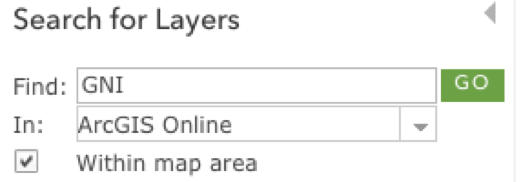 Search for Layers
Find: GNI GO
In: ArcGIS Online
Within map area